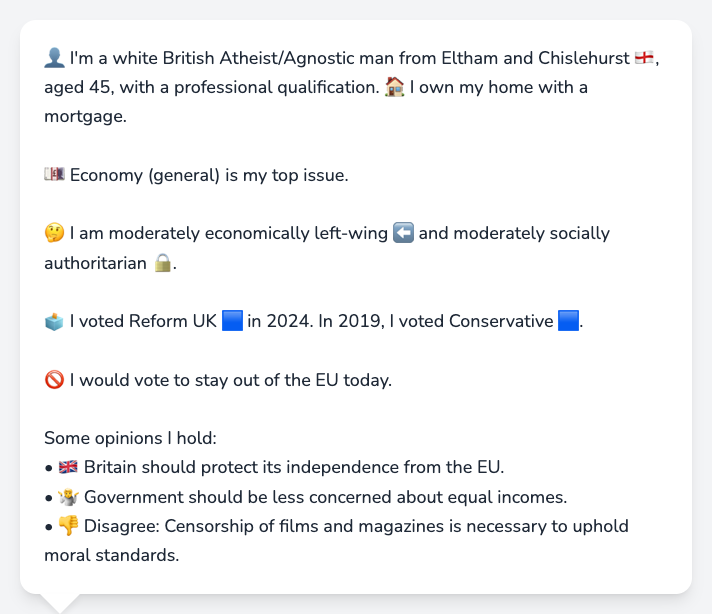 👤 I'm a white British Atheist/Agnostic man from Eltham and Chislehurst 🏴󠁧󠁢󠁥󠁮󠁧󠁿,
aged 45, with a professional qualification. 🏠 I own my home with a
mortgage.
💷 Economy (general) is my top issue.
🤔 I am moderately economically left-wing ⬅️ and moderately socially
authoritarian 🔒.
🗳️ I voted Reform UK 🟦 in 2024. In 2019, I voted Conservative 🟦.
🚫 I would vote to stay out of the EU today.
Some opinions I hold:
• 🇬🇧 Britain should protect its independence from the EU.
• 🤷 Government should be less concerned about equal incomes.
• 👎 Disagree: Censorship of films and magazines is necessary to uphold
moral standards.